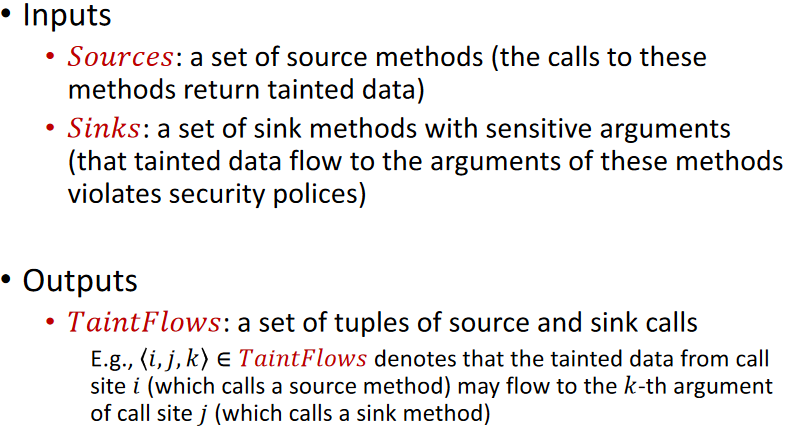 • Inputs
• Sources: a set of source methods (the calls to these
methods return tainted data)
• Sinks: a set of sink methods with sensitive arguments
(that tainted data flow to the arguments of these methods
violates security polices)
• Outputs
• TaintFlows: a set of tuples of source and sink calls
E.g., ⟨i, j, k⟩ ∈ TaintFlows denotes that the tainted data from call
site i (which calls a source method) may flow to the k-th argument
of call site j (which calls a sink method)